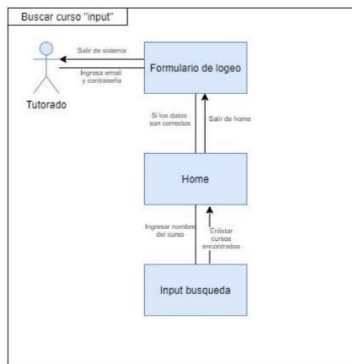 Buscar curso "input"
Salir de sistema
Formulario de logeo
Ingresa email
y contraseña
Tutorado
Si los datos
son correctos
Salir de home
Home
Ingresar nombre
del curso
Enlistar
cursos
encontrados
Input busqueda